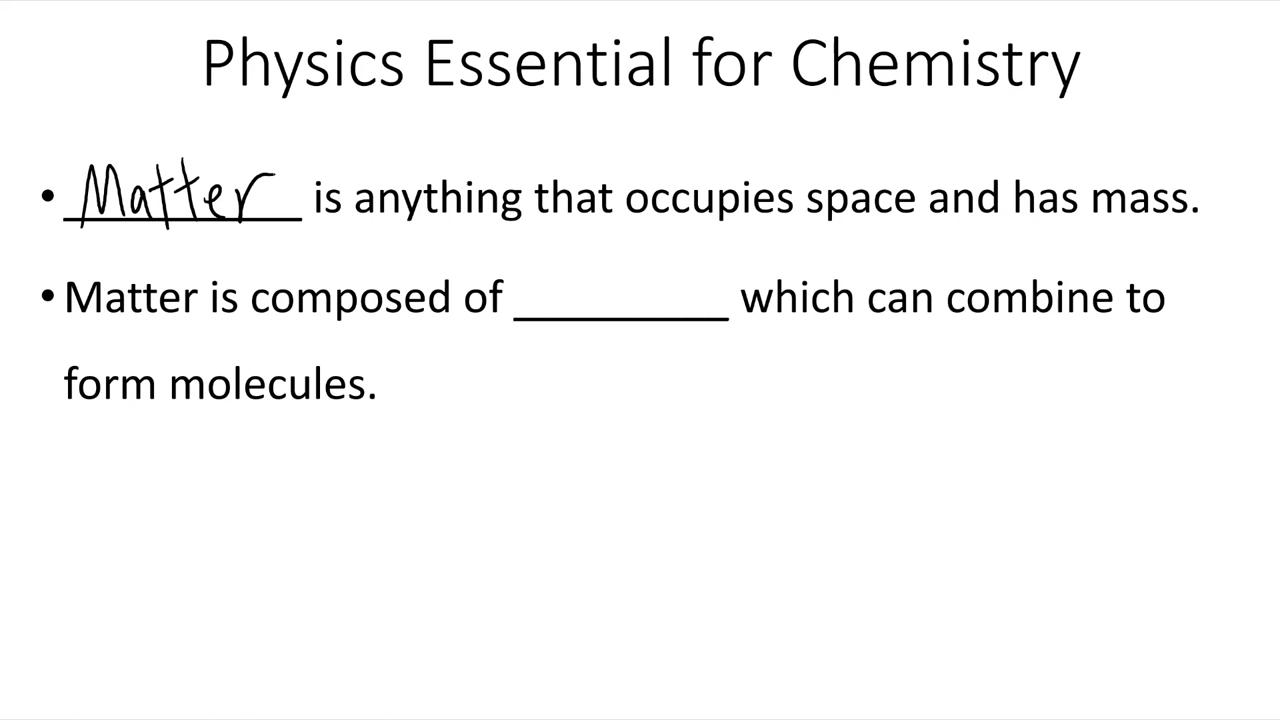 Physics Essential for Chemistry
• Matter is anything that occupies space and has mass.
• Matter is composed of __________ which can combine to
form molecules.